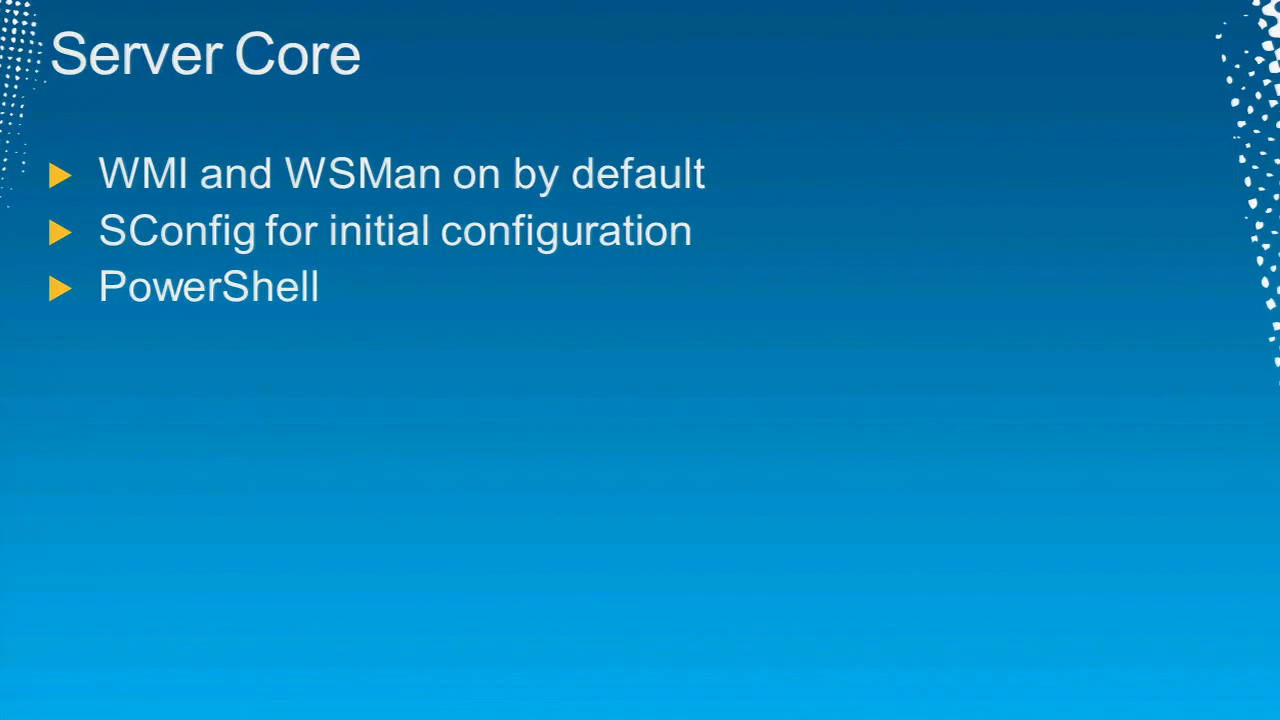 Server Core
WMI and WSMan on by default
SConfig for initial configuration
PowerShell